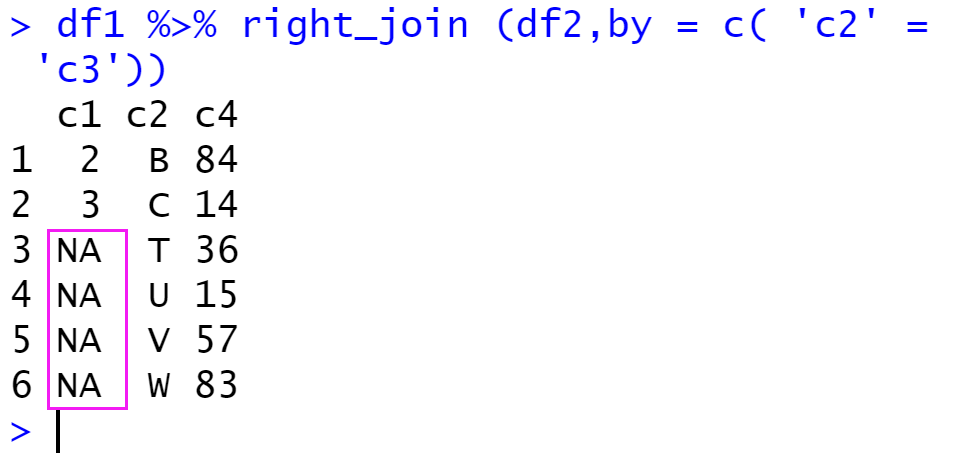 > df1 %>% right_join (df2,by = c( 'c2' =
'c3'))
c1 c2 c4
1 2 B 84
2 3 C 14
3 NA T 36
4 NA U 15
5 NA V 57
6 NA W 83
>